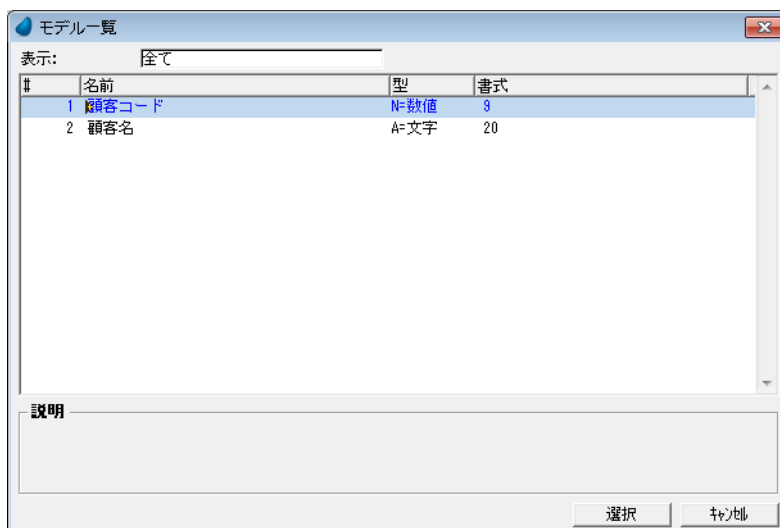 モデル一覧
表示: 全て
# 名前 型 書式
1 顧客コード N=数値 9
2 顧客名 A=文字 20
説明
選択 ｷｬﾝｾﾙ